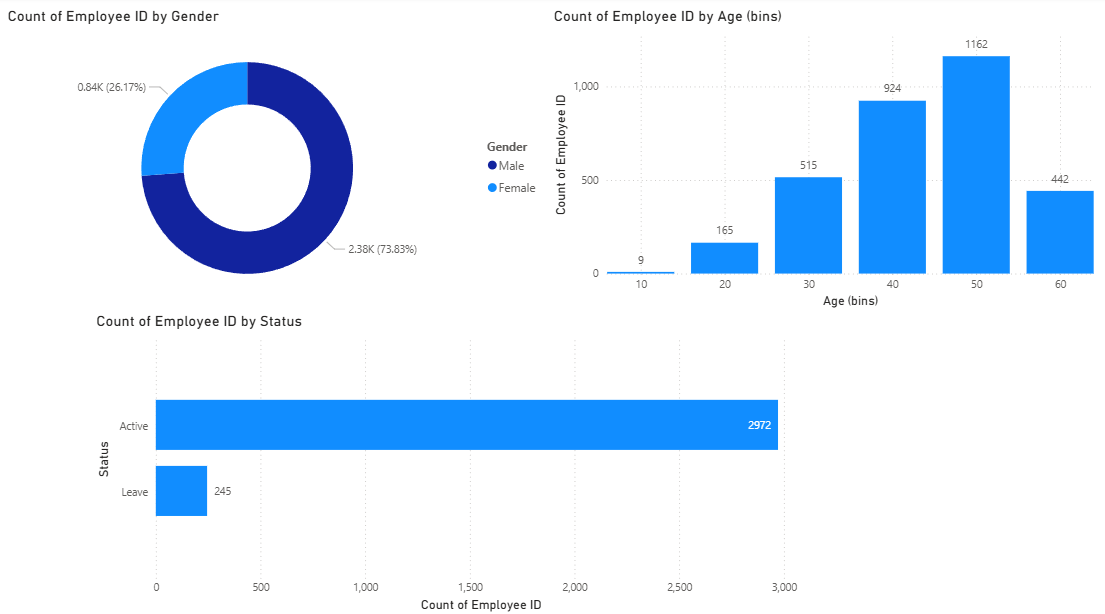 Count of Employee ID by Gender
0.84K (26.17%)
2.38K (73.83%)
Gender
Male
Female
Count of Employee ID by Age (bins)
Count of Employee ID
1,000
500
0
9
165
515
924
1162
442
10 20 30 40 50 60
Age (bins)
Count of Employee ID by Status
Status
Active
2972
Leave
245
0 500 1,000 1,500 2,000 2,500 3,000
Count of Employee ID